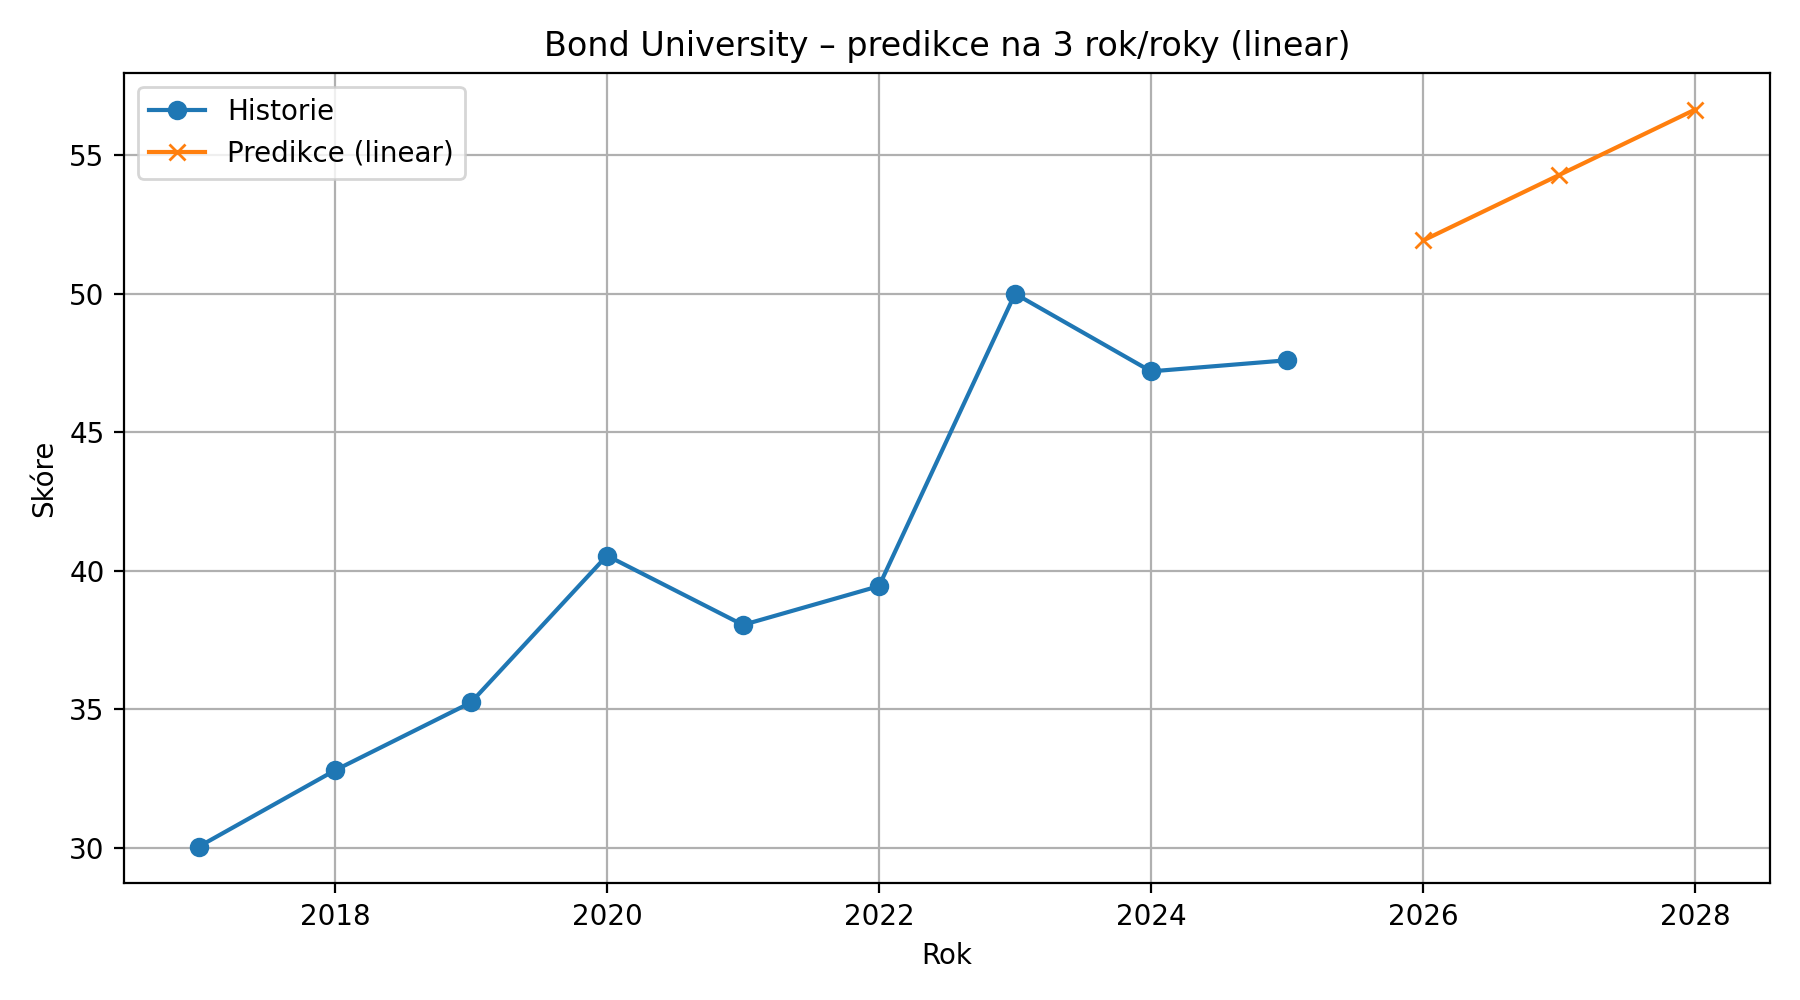 Bond University – predikce na 3 rok/roky (linear)
Historie
Predikce (linear)
55
50
45
40
35
30
Skóre
2018 2020 2022 2024 2026 2028
Rok